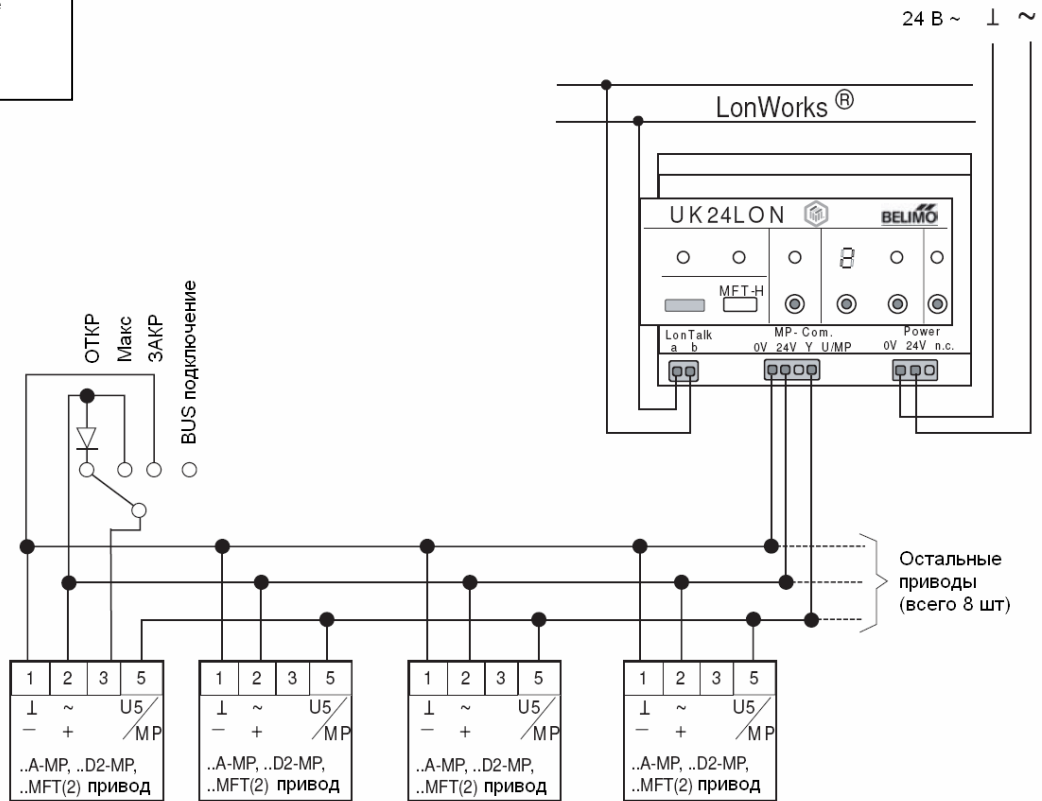 24 В ~ ⊥ ~
LonWorks ®
UK24LON BELIMO
8
MFT-H
LonTalk MP-Com. Power
a b 0V 24V Y U/MP 0V 24V n.c.
ОТКР
Макс
ЗАКР
BUS подключение
Остальные
приводы
(всего 8 шт)
1 2 3 5
⊥ ~ U5/
— + MP
..A-MP, ..D2-MP,
..MFT(2) привод
1 2 3 5
⊥ ~ U5/
— + MP
..A-MP, ..D2-MP,
..MFT(2) привод
1 2 3 5
⊥ ~ U5/
— + MP
..A-MP, ..D2-MP,
..MFT(2) привод
1 2 3 5
⊥ ~ U5/
— + MP
..A-MP, ..D2-MP,
..MFT(2) привод